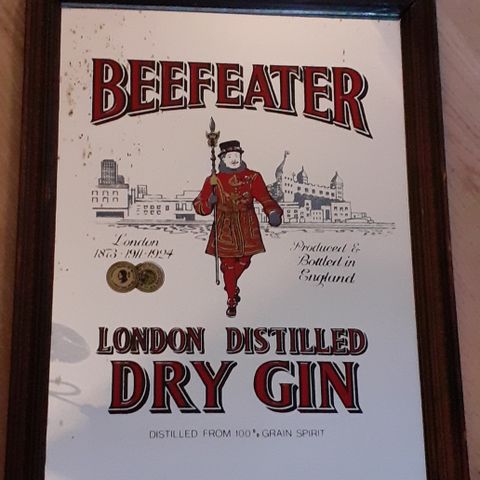 BEEFEATER
London
1873 · 1911 · 1924
Produced &
Bottled in
England
LONDON DISTILLED
DRY GIN
DISTILLED FROM 100% GRAIN SPIRIT